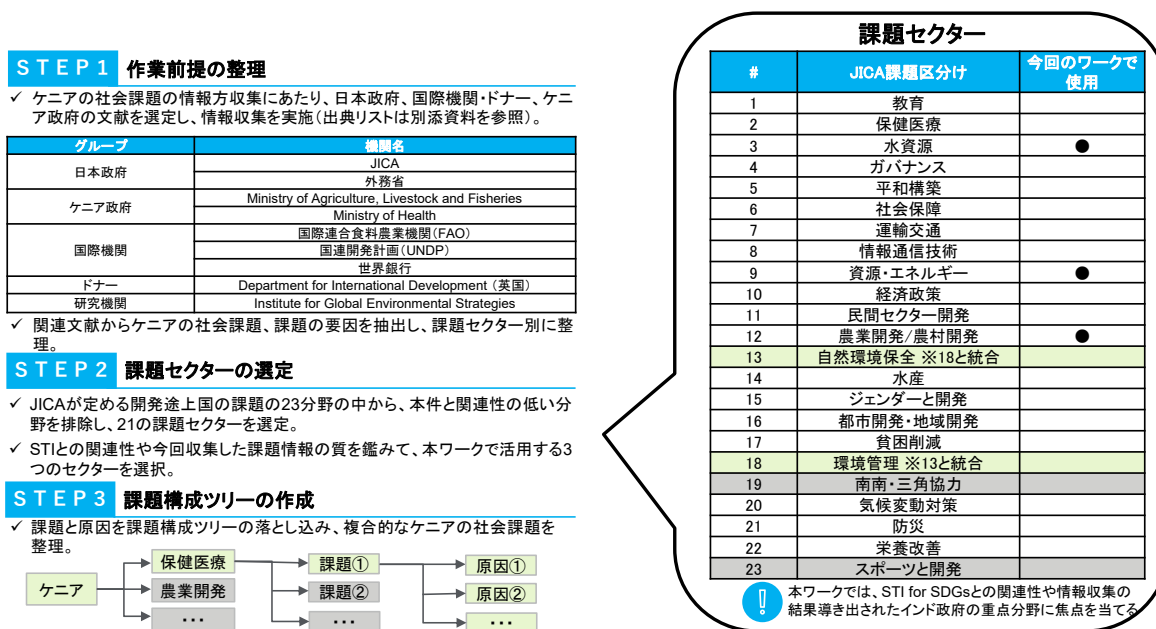 STEP1 作業前提の整理
✓ ケニアの社会課題の情報方収集にあたり、日本政府、国際機関・ドナー、ケニ
ア政府の文献を選定し、情報収集を実施(出典リストは別添資料を参照)。
グループ 機関名
日本政府 JICA
外務省
ケニア政府 Ministry of Agriculture, Livestock and Fisheries
Ministry of Health
国際機関 国際連合食料農業機関(FAO)
国連開発計画(UNDP)
世界銀行
ドナー Department for International Development (英国)
研究機関 Institute for Global Environmental Strategies
✓ 関連文献からケニアの社会課題、課題の要因を抽出し、課題セクター別に整
理。
STEP2 課題セクターの選定
✓ JICAが定める開発途上国の課題の23分野の中から、本件と関連性の低い分
野を排除し、21の課題セクターを選定。
✓ STIとの関連性や今回収集した課題情報の質を鑑みて、本ワークで活用する3
つのセクターを選択。
STEP3 課題構成ツリーの作成
✓ 課題と原因を課題構成ツリーの落とし込み、複合的なケニアの社会課題を
整理。
ケニア
保健医療 課題① 原因①
農業開発 課題② 原因②
… … …
課題セクター
# JICA課題区分け 今回のワークで
使用
1 教育
2 保健医療
3 水資源 ●
4 ガバナンス
5 平和構築
6 社会保障
7 運輸交通
8 情報通信技術
9 資源・エネルギー ●
10 経済政策
11 民間セクター開発
12 農業開発/農村開発 ●
13 自然環境保全 ※18と統合
14 水産
15 ジェンダーと開発
16 都市開発・地域開発
17 貧困削減
18 環境管理 ※13と統合
19 南南・三角協力
20 気候変動対策
21 防災
22 栄養改善
23 スポーツと開発
! 本ワークでは、STI for SDGsとの関連性や情報収集の
結果導き出されたインド政府の重点分野に焦点を当てる